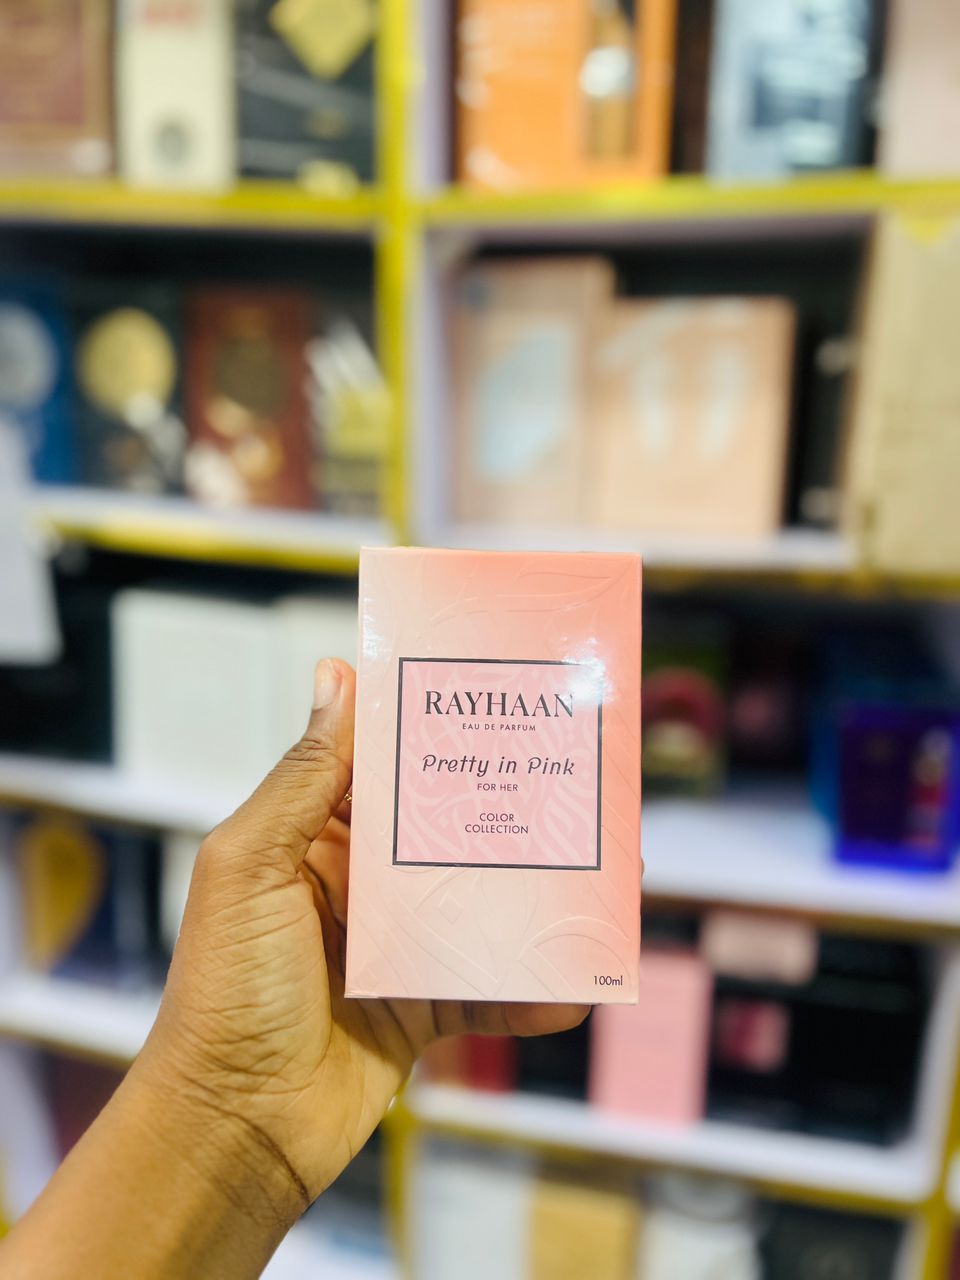 RAYHAAN
EAU DE PARFUM
Pretty in Pink
FOR HER
COLOR
COLLECTION
100ml